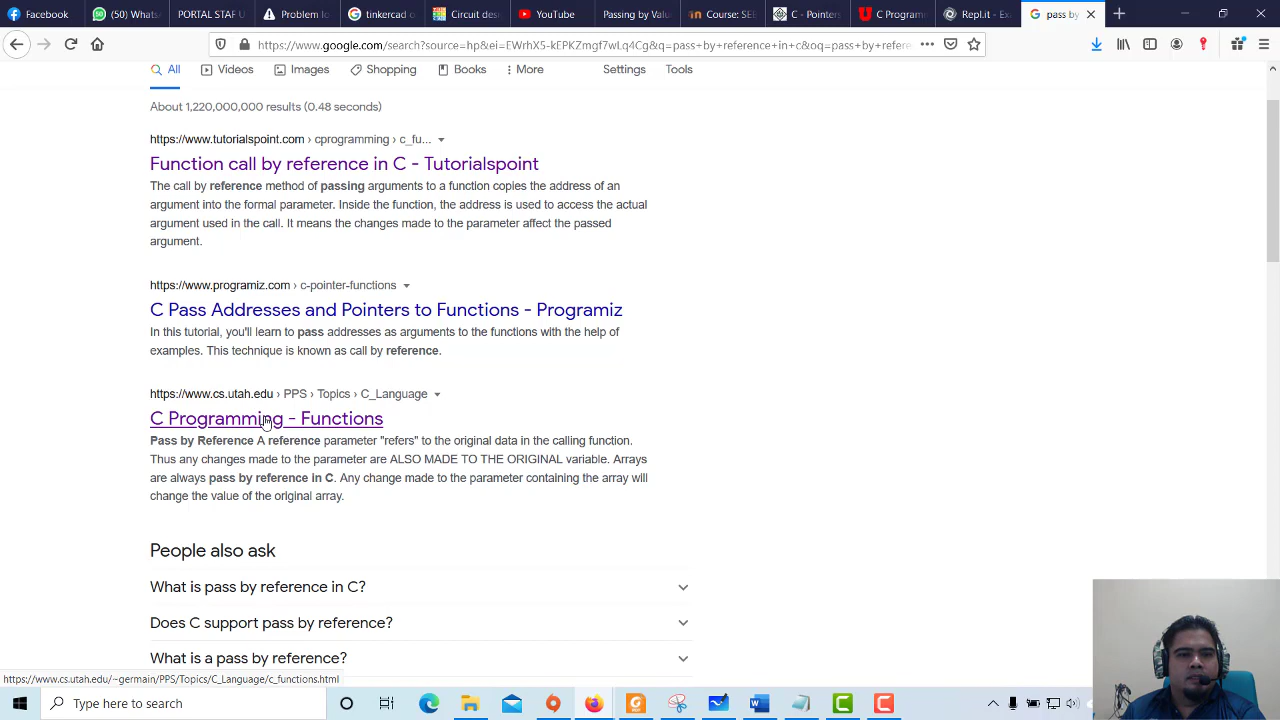 Facebook
(99+) Whats
PORTAL STAF U
Problem load
tinkercad o
Circuit desi
YouTube
Passing by Value
Course: SEE
C - Pointers
C Programm
Repl.it - Ex
pass by
https://www.google.com/search?source=hp&ei=EWrhX5-kD5KZmgf7wLq4Cg&q=pass+by+reference+in+c&oq=pass+by+refere
All
Videos
Images
Shopping
Books
More
Settings
Tools
About 1,220,000,000 results (0.48 seconds)
https://www.tutorialspoint.com › cprogramming › c_fu...
Function call by reference in C - Tutorialspoint
The call by reference method of passing arguments to a function copies the address of an
argument into the formal parameter. Inside the function, the address is used to access the actual
argument used in the call. It means the changes made to the parameter affect the passed
argument.
https://www.programiz.com › c-pointer-functions
C Pass Addresses and Pointers to Functions - Programiz
In this tutorial, you'll learn to pass addresses as arguments to the functions with the help of
examples. This technique is known as call by reference.
https://www.cs.utah.edu › PPS › Topics › C_Language
C Programming - Functions
Pass by Reference A reference parameter "refers" to the original data in the calling function.
Thus any changes made to the parameter are ALSO MADE TO THE ORIGINAL variable. Arrays
are always pass by reference in C. Any change made to the parameter containing the array will
change the value of the original array.
People also ask
What is pass by reference in C?
Does C support pass by reference?
What is a pass by reference?
https://www.cs.utah.edu/~germain/PPS/Topics/C_Language/c_functions.html
Type here to search